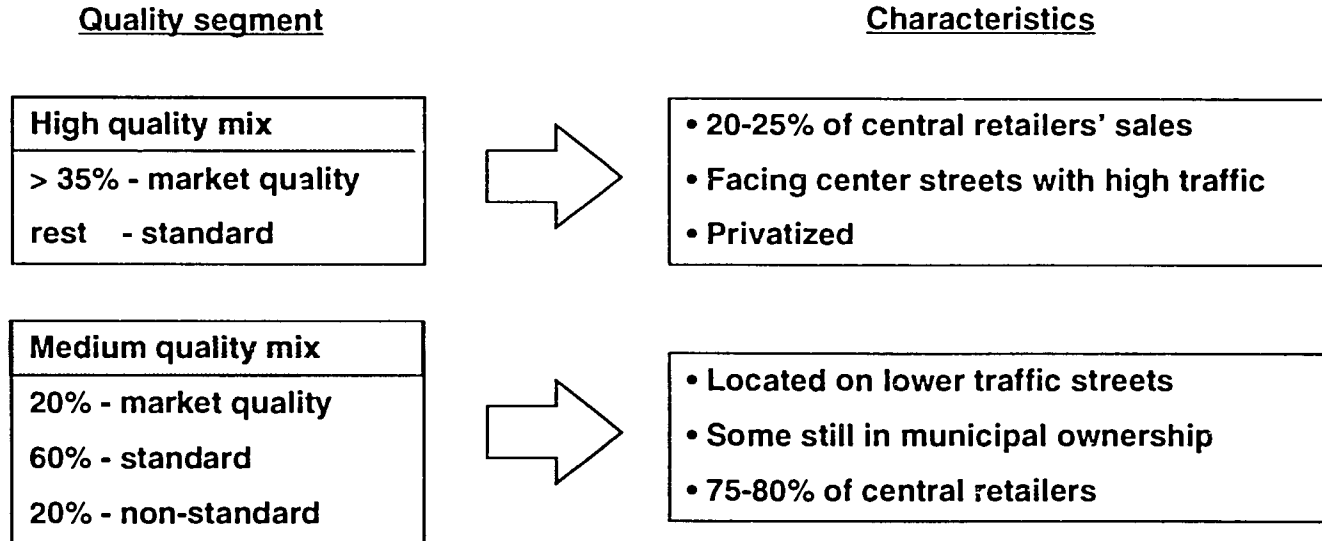 Quality segment
Characteristics
High quality mix
> 35% - market quality
rest - standard
• 20-25% of central retailers' sales
• Facing center streets with high traffic
• Privatized
Medium quality mix
20% - market quality
60% - standard
20% - non-standard
• Located on lower traffic streets
• Some still in municipal ownership
• 75-80% of central retailers